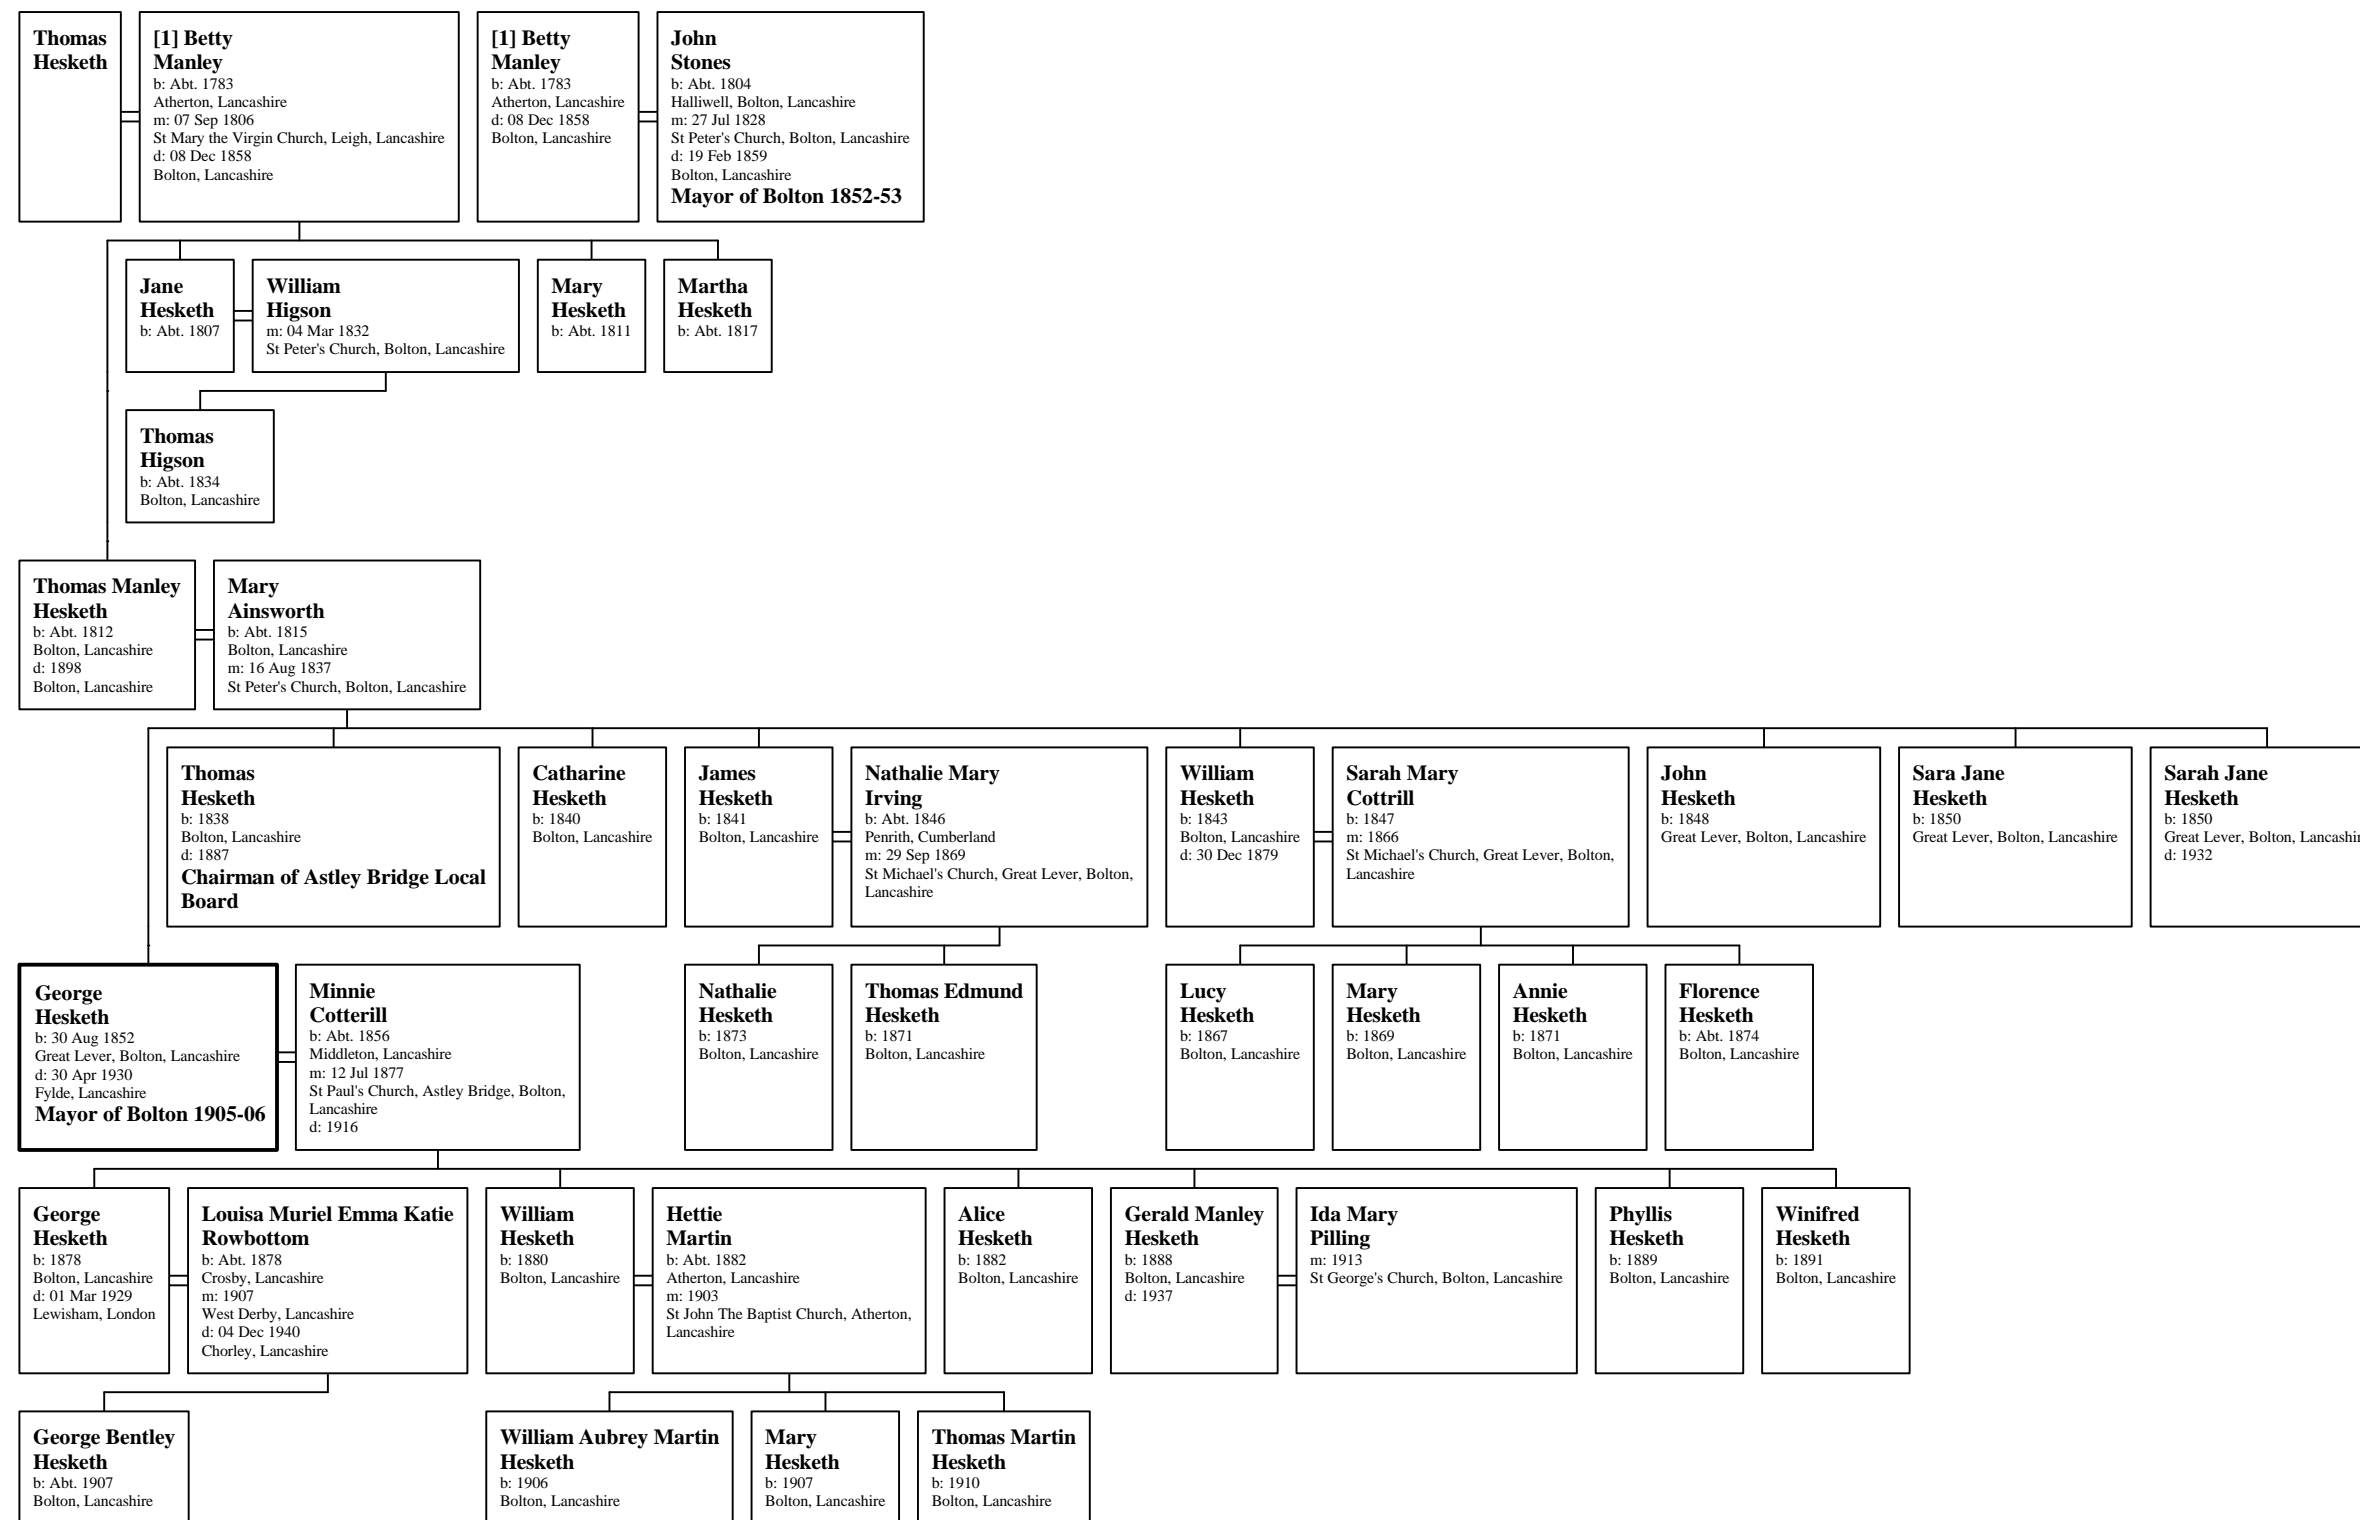 Thomas
Hesketh
[1] Betty
Manley
b: Abt. 1783
Atherton, Lancashire
m: 07 Sep 1806
St Mary the Virgin Church, Leigh, Lancashire
d: 08 Dec 1858
Bolton, Lancashire
[1] Betty
Manley
b: Abt. 1783
Atherton, Lancashire
d: 08 Dec 1858
Bolton, Lancashire
John
Stones
b: Abt. 1804
Halliwell, Bolton, Lancashire
m: 27 Jul 1828
St Peter's Church, Bolton, Lancashire
d: 19 Feb 1859
Bolton, Lancashire
Mayor of Bolton 1852-53
Jane
Hesketh
b: Abt. 1807
William
Higson
m: 04 Mar 1832
St Peter's Church, Bolton, Lancashire
Mary
Hesketh
b: Abt. 1811
Martha
Hesketh
b: Abt. 1817
Thomas
Higson
b: Abt. 1834
Bolton, Lancashire
Thomas Manley
Hesketh
b: Abt. 1812
Bolton, Lancashire
d: 1898
Bolton, Lancashire
Mary
Ainsworth
b: Abt. 1815
Bolton, Lancashire
m: 16 Aug 1837
St Peter's Church, Bolton, Lancashire
Thomas
Hesketh
b: 1838
Bolton, Lancashire
d: 1887
Chairman of Astley Bridge Local
Board
Catharine
Hesketh
b: 1840
Bolton, Lancashire
James
Hesketh
b: 1841
Bolton, Lancashire
Nathalie Mary
Irving
b: Abt. 1846
Penrith, Cumberland
m: 29 Sep 1869
St Michael's Church, Great Lever, Bolton,
Lancashire
William
Hesketh
b: 1843
Bolton, Lancashire
d: 30 Dec 1879
Sarah Mary
Cottrill
b: 1847
m: 1866
St Michael's Church, Great Lever, Bolton,
Lancashire
John
Hesketh
b: 1848
Great Lever, Bolton, Lancashire
Sara Jane
Hesketh
b: 1850
Great Lever, Bolton, Lancashire
Sarah Jane
Hesketh
b: 1850
Great Lever, Bolton,
d: 1932
George
Hesketh
b: 30 Aug 1852
Great Lever, Bolton, Lancashire
d: 30 Apr 1930
Fylde, Lancashire
Mayor of Bolton 1905-06
Minnie
Cotterill
b: Abt. 1856
Middleton, Lancashire
m: 12 Jul 1877
St Paul's Church, Astley Bridge, Bolton,
Lancashire
d: 1916
Nathalie
Hesketh
b: 1873
Bolton, Lancashire
Thomas Edmund
Hesketh
b: 1871
Bolton, Lancashire
Lucy
Hesketh
b: 1867
Bolton, Lancashire
Mary
Hesketh
b: 1869
Bolton, Lancashire
Annie
Hesketh
b: 1871
Bolton, Lancashire
Florence
Hesketh
b: Abt. 1874
Bolton, Lancashire
George
Hesketh
b: 1878
Bolton, Lancashire
d: 01 Mar 1929
Lewisham, London
Louisa Muriel Emma Katie
Rowbottom
b: Abt. 1878
Crosby, Lancashire
m: 1907
West Derby, Lancashire
d: 04 Dec 1940
Chorley, Lancashire
William
Hesketh
b: 1880
Bolton, Lancashire
Hettie
Martin
b: Abt. 1882
Atherton, Lancashire
m: 1903
St John The Baptist Church, Atherton,
Lancashire
Alice
Hesketh
b: 1882
Bolton, Lancashire
Gerald Manley
Hesketh
b: 1888
Bolton, Lancashire
d: 1937
Ida Mary
Pilling
m: 1913
St George's Church, Bolton, Lancashire
Phyllis
Hesketh
b: 1889
Bolton, Lancashire
Winifred
Hesketh
b: 1891
Bolton, Lancashire
George Bentley
Hesketh
b: Abt. 1907
Bolton, Lancashire
William Aubrey Martin
Hesketh
b: 1906
Bolton, Lancashire
Mary
Hesketh
b: 1907
Bolton, Lancashire
Thomas Martin
Hesketh
b: 1910
Bolton, Lancashire